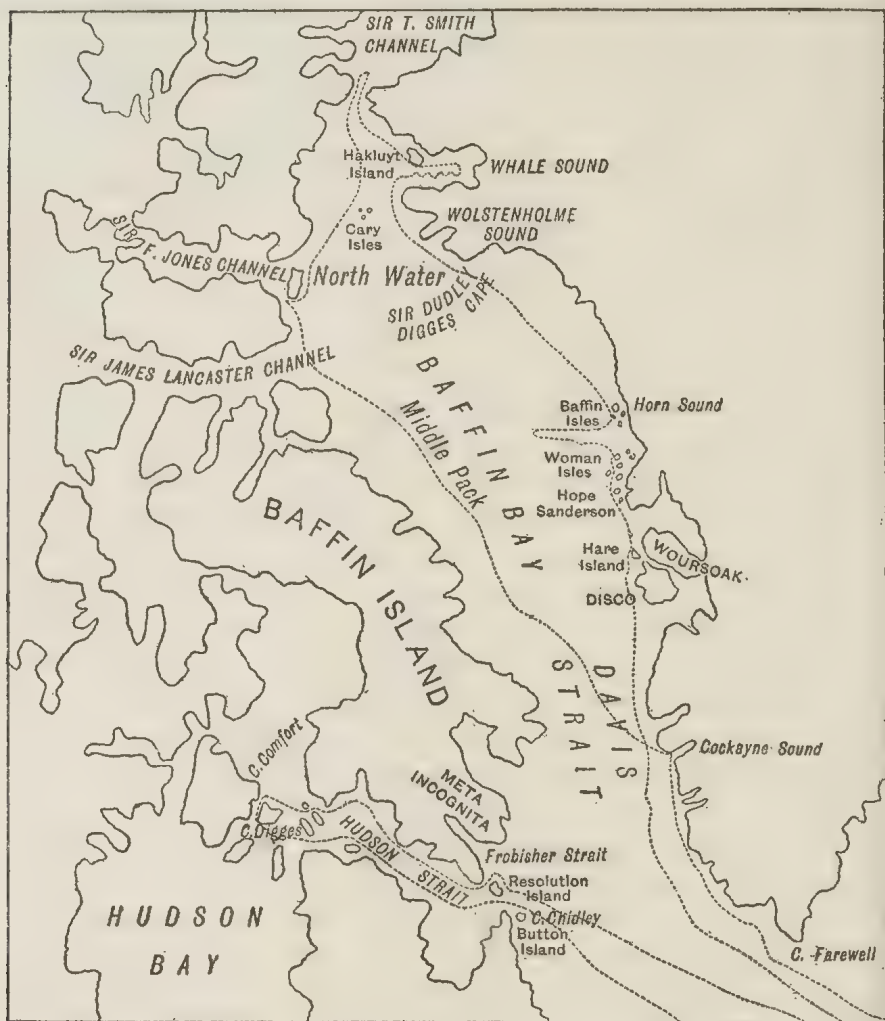 SIR T. SMITH
CHANNEL
Hakluyt
Island
WHALE SOUND
WOLSTENHOLME
SOUND
Cary
Isles
SIR F. JONES CHANNEL
North Water
SIR DUDLEY
DIGGES CAPE
SIR JAMES LANCASTER CHANNEL
BAFFIN BAY
Middle Pack
Baffin
Isles
Horn Sound
Woman
Isles
Hope
Sanderson
BAFFIN ISLAND
Hare
Island
WOURSOAK.
DISCO
DAVIS
STRAIT
C. Comfort
Cockayne Sound
META
INCOGNITA
C. Digges
HUDSON
STRAIT
Frobisher Strait
Resolution
Island
C. Chidley
Button
Island
HUDSON
BAY
C. Farewell